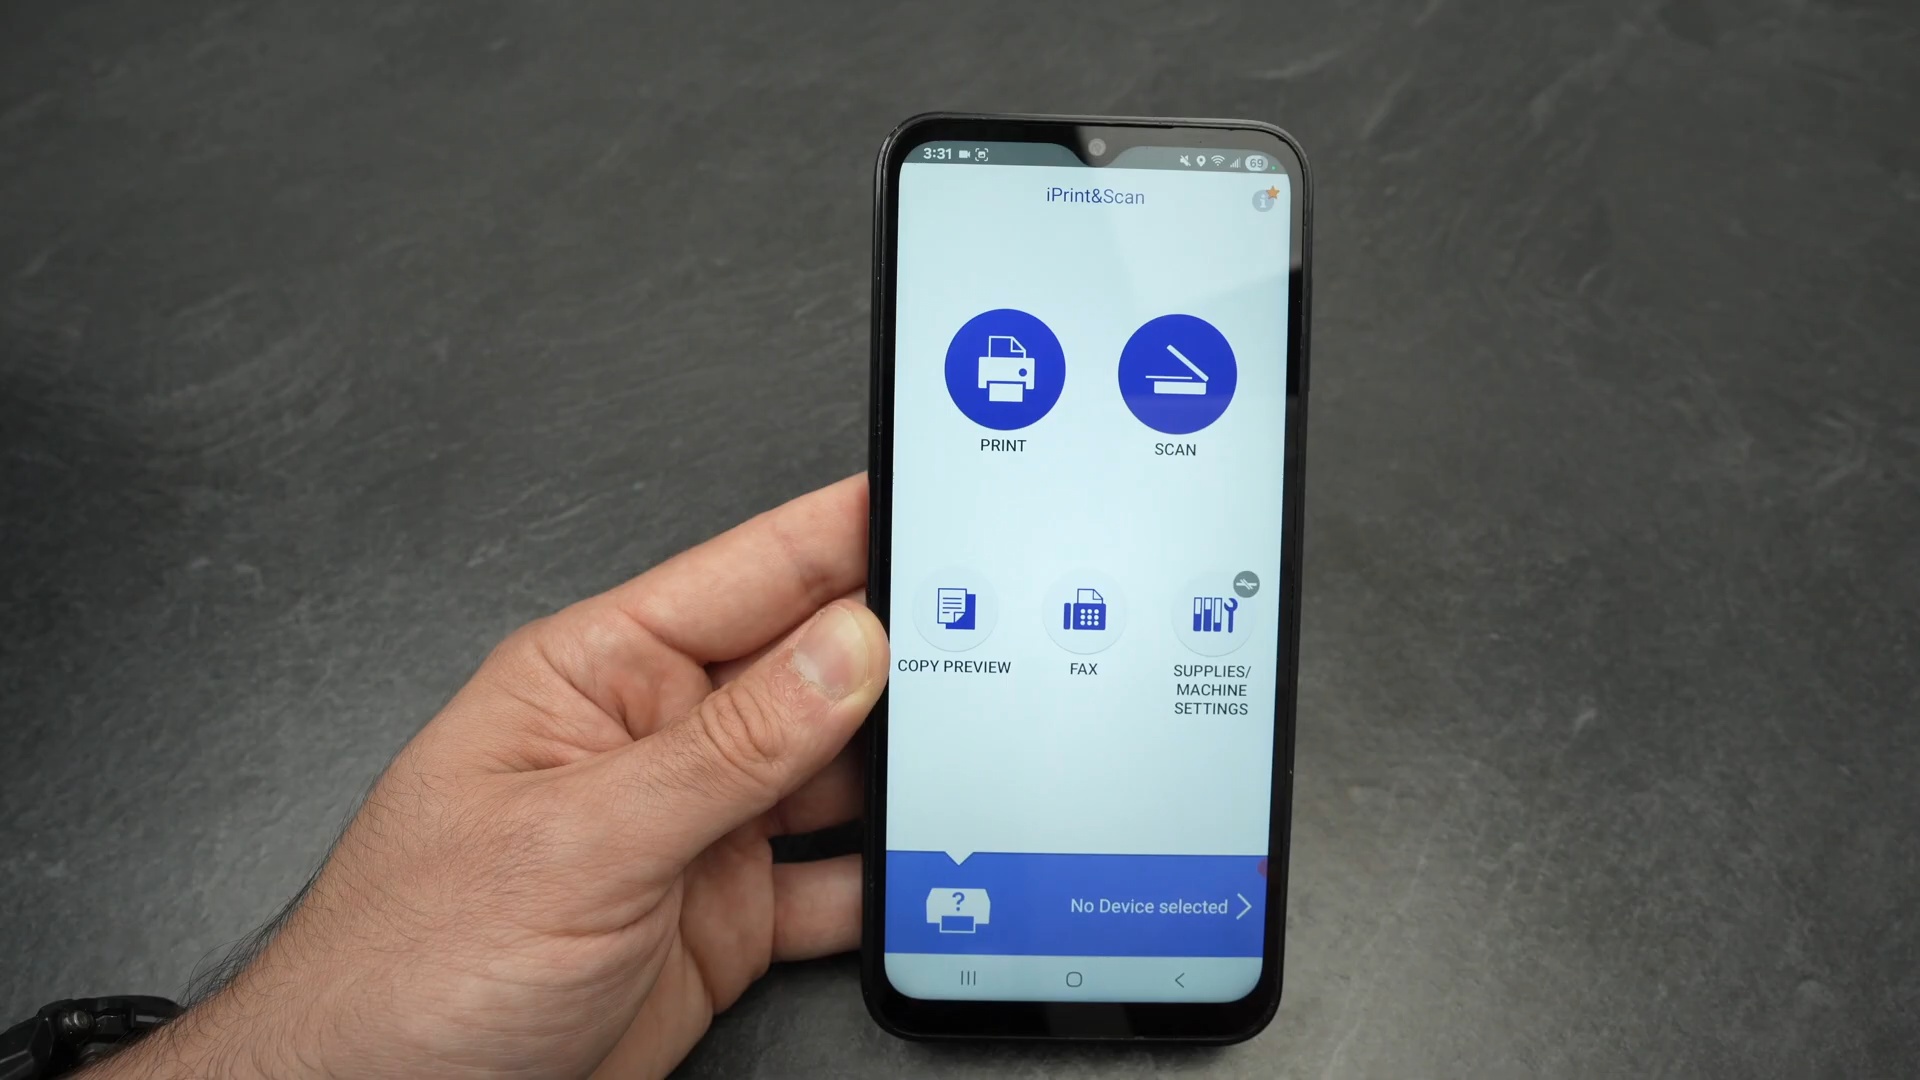 3:31
69
iPrint&Scan
i
PRINT
SCAN
COPY PREVIEW
FAX
SUPPLIES/
MACHINE
SETTINGS
?
No Device selected